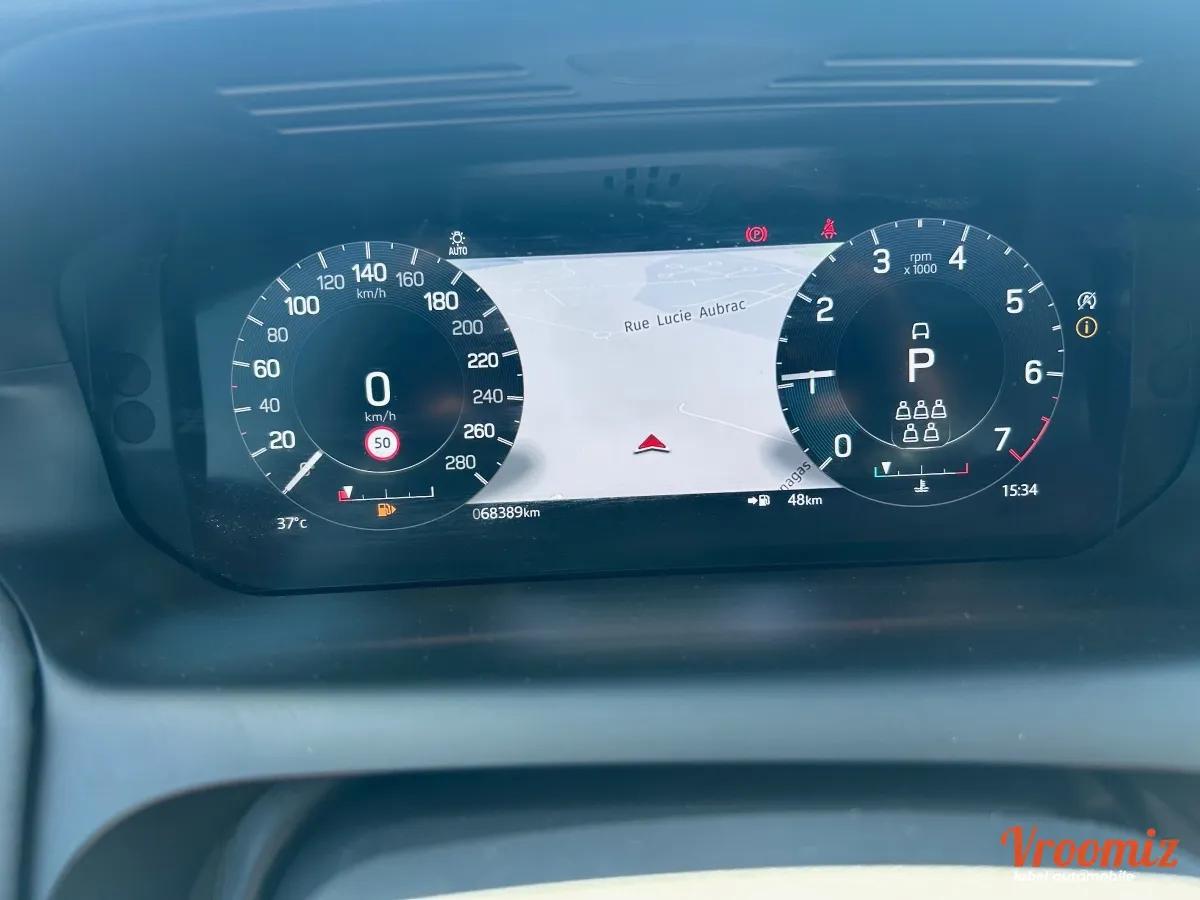 AUTO
P
20
40
60
80
100
120
140
160
180
200
220
240
260
280
km/h
0
km/h
50
37°c
068389km
Rue Lucie Aubrac
48km
0
1
2
3
4
5
6
7
rpm
x 1000
P
A
i
15:34
Vroomiz
label automobile